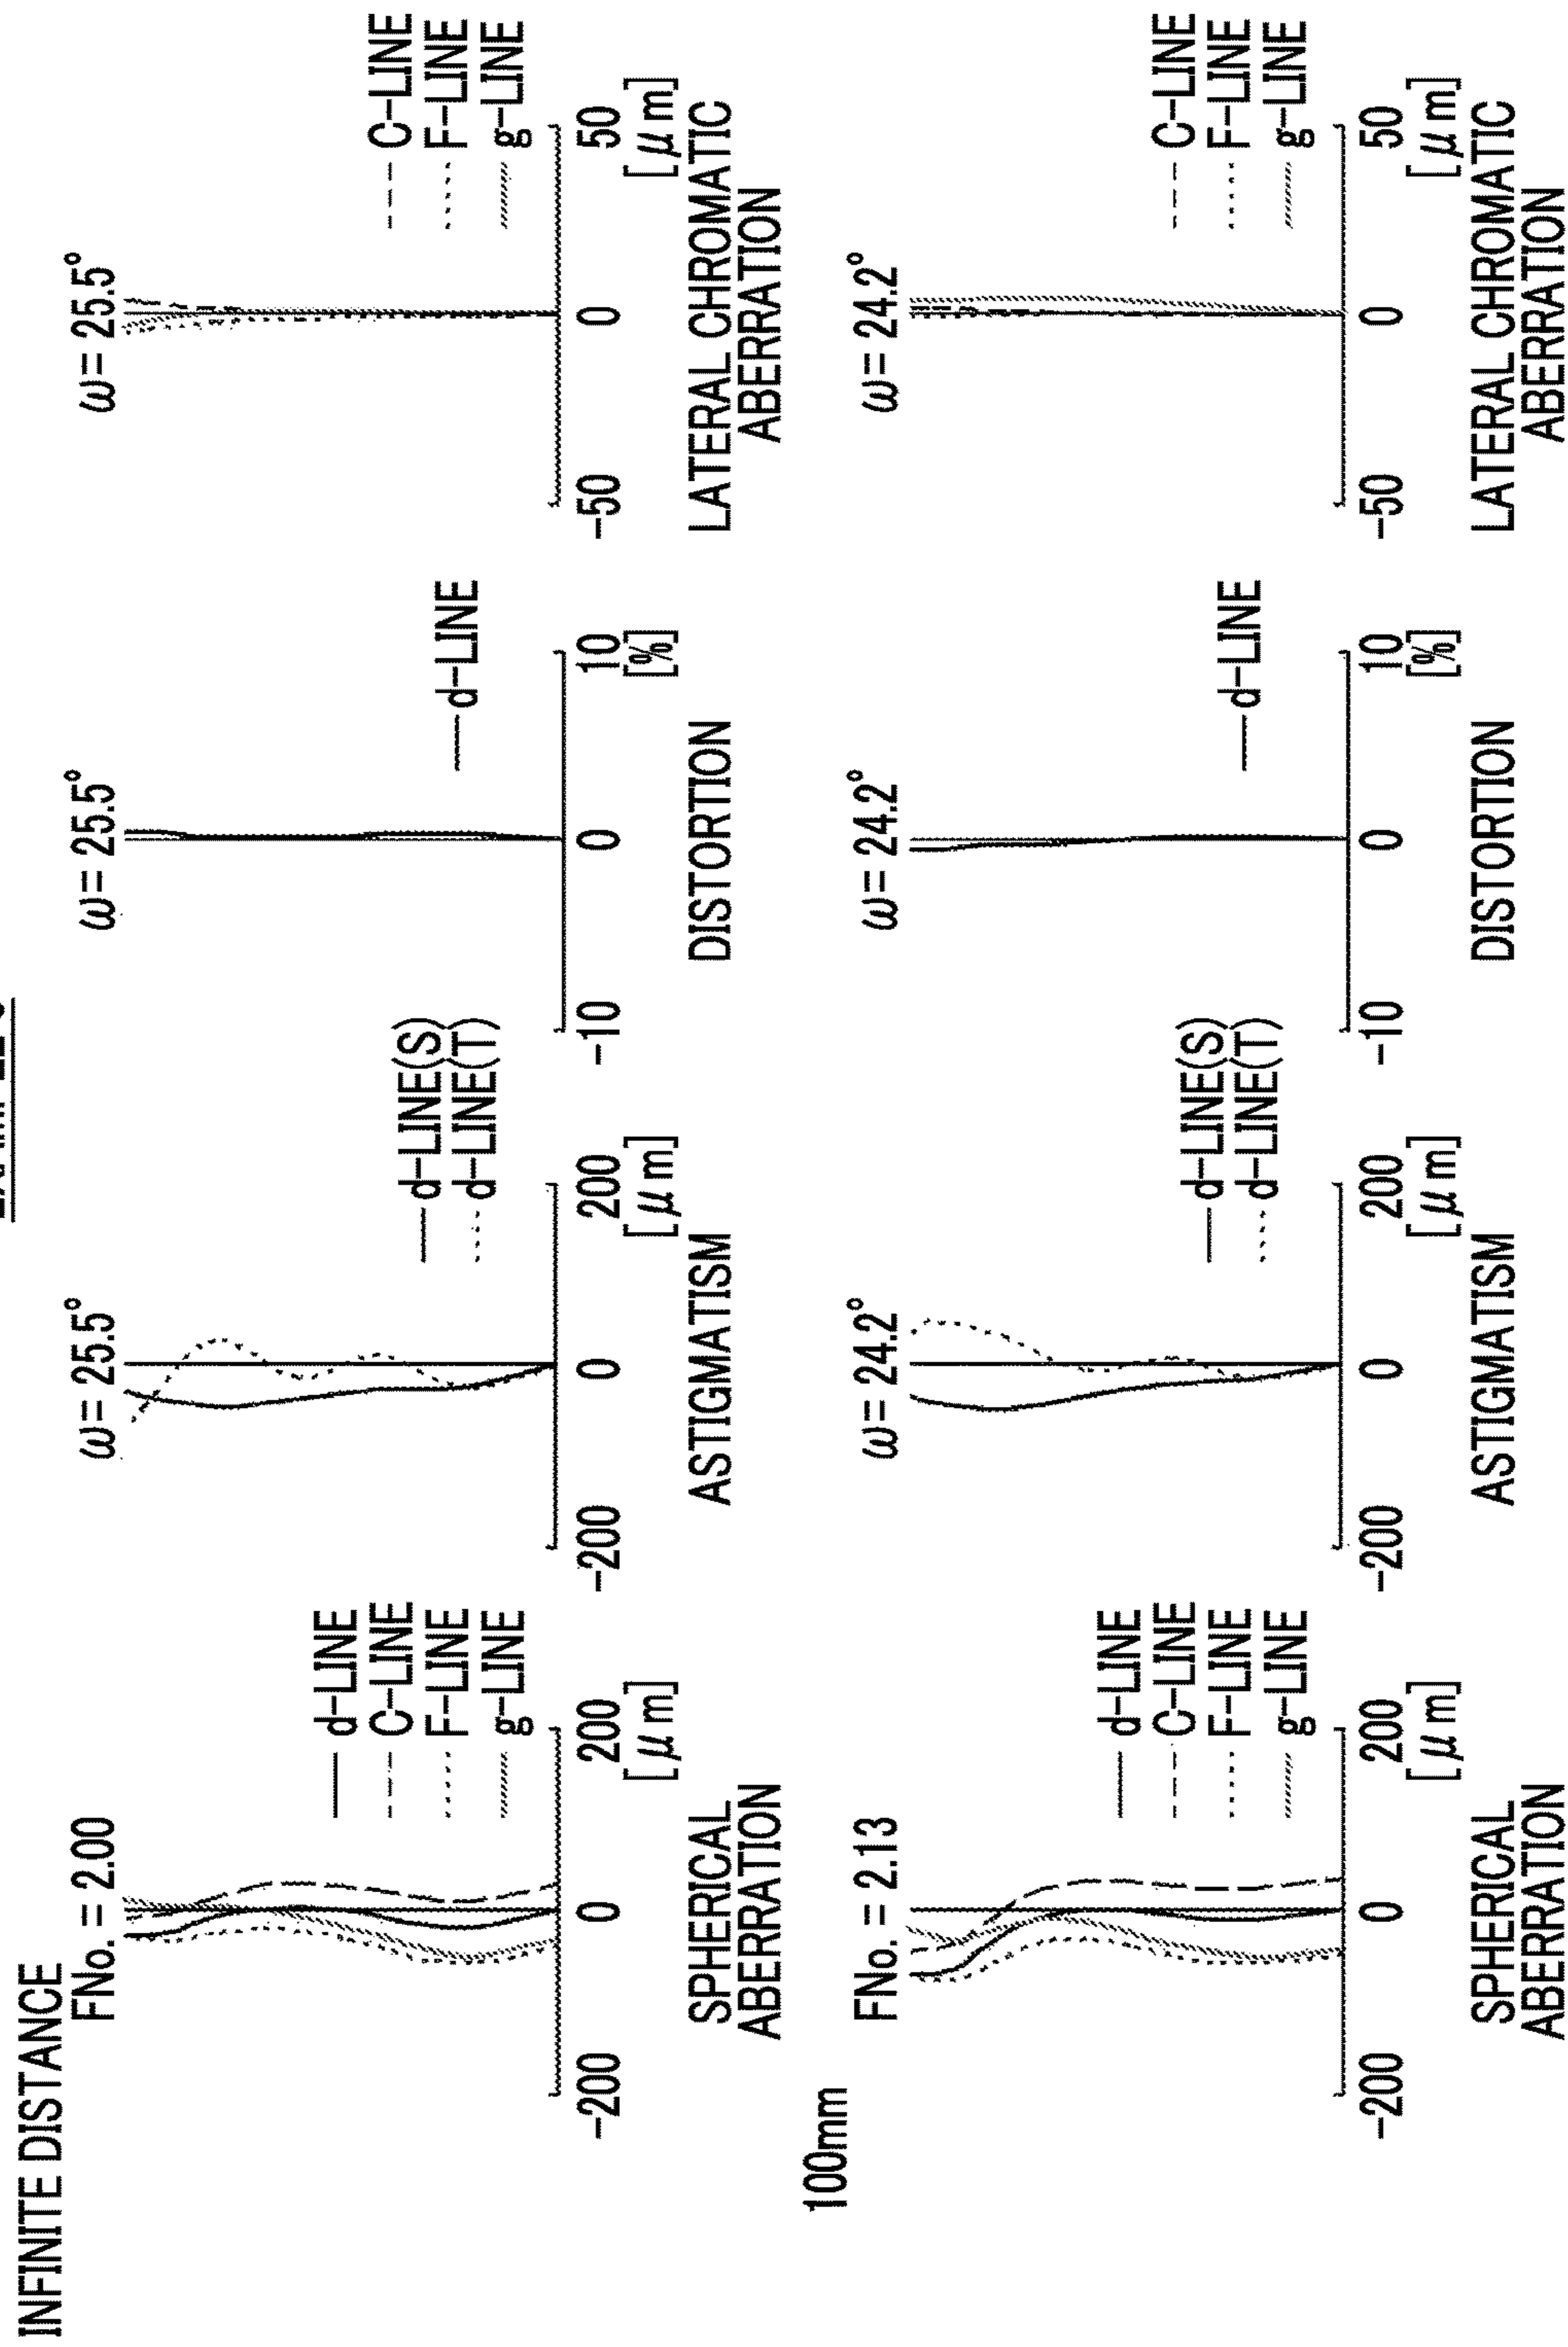 INFINITE DISTANCE
FNo. = 2.00
d-LINE
C-LINE
F-LINE
g-LINE
-200
0
200
[μm]
SPHERICAL
ABERRATION
ω= 25.5°
d-LINE(S)
d-LINE(T)
-200
0
200
[μm]
ASTIGMATISM
ω= 25.5°
d-LINE
-10
0
10
[%]
DISTORTION
ω= 25.5°
C-LINE
F-LINE
g-LINE
-50
0
50
[μm]
LATERAL CHROMATIC
ABERRATION
100mm
FNo. = 2.13
d-LINE
C-LINE
F-LINE
g-LINE
-200
0
200
[μm]
SPHERICAL
ABERRATION
ω= 24.2°
d-LINE(S)
d-LINE(T)
-200
0
200
[μm]
ASTIGMATISM
ω= 24.2°
d-LINE
-10
0
10
[%]
DISTORTION
ω= 24.2°
C-LINE
F-LINE
g-LINE
-50
0
50
[μm]
LATERAL CHROMATIC
ABERRATION